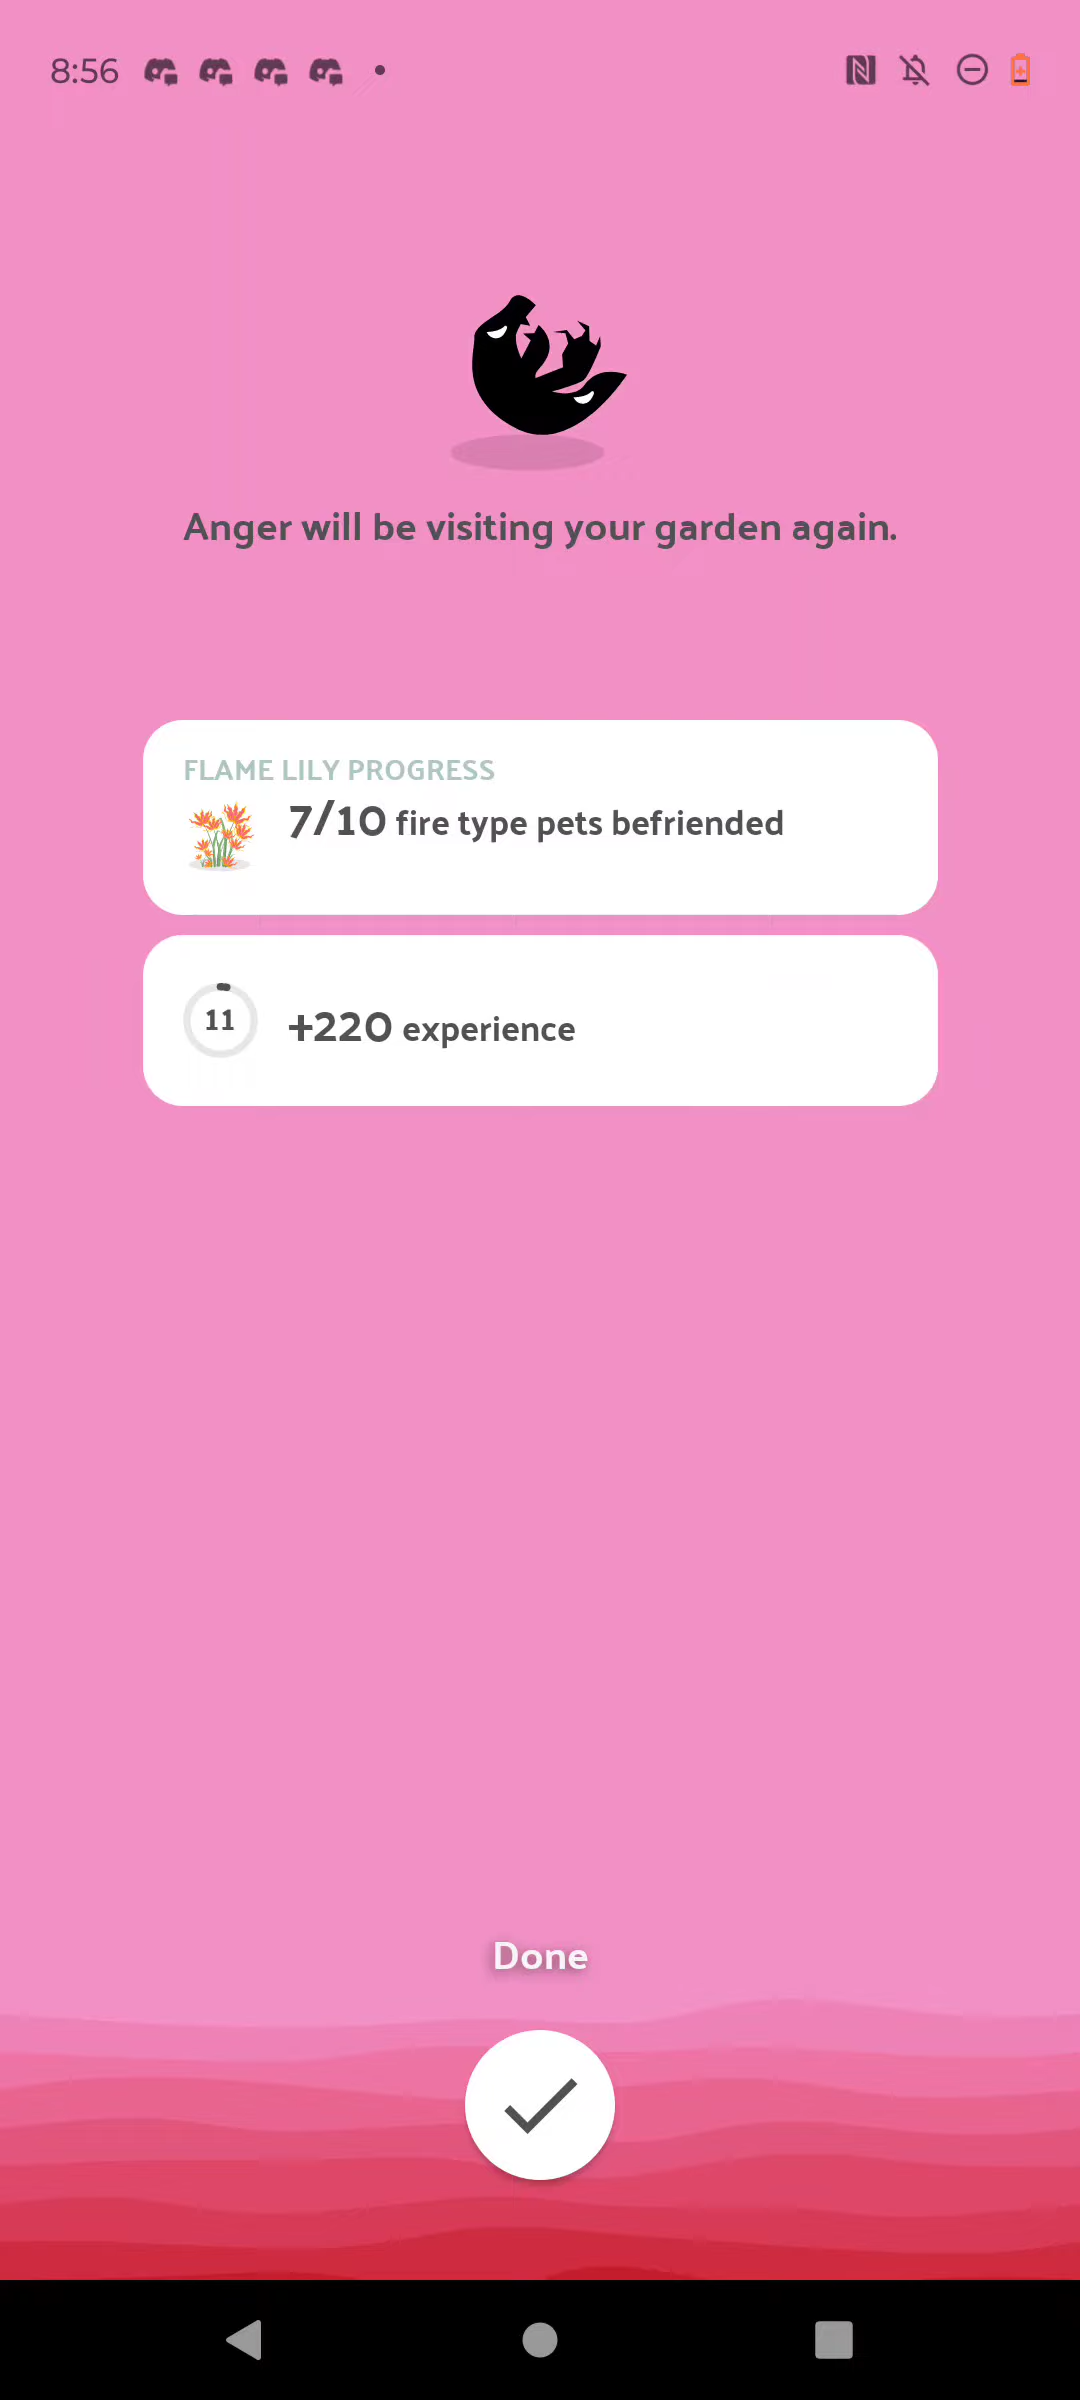 8:56
Anger will be visiting your garden again.
FLAME LILY PROGRESS
7/10 fire type pets befriended
11
+220 experience
Done